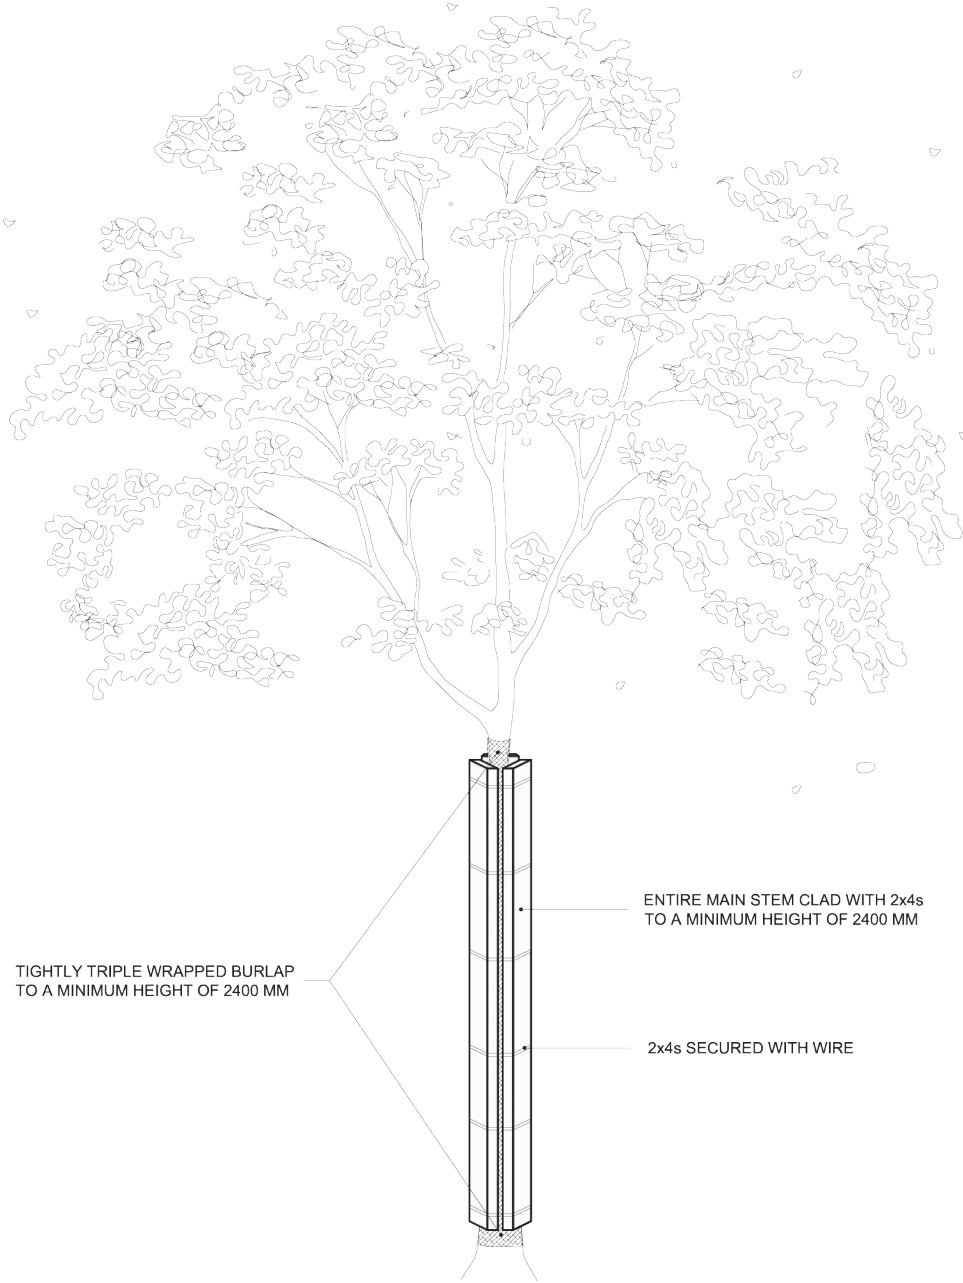 ENTIRE MAIN STEM CLAD WITH 2x4s
TO A MINIMUM HEIGHT OF 2400 MM
TIGHTLY TRIPLE WRAPPED BURLAP
TO A MINIMUM HEIGHT OF 2400 MM
2x4s SECURED WITH WIRE